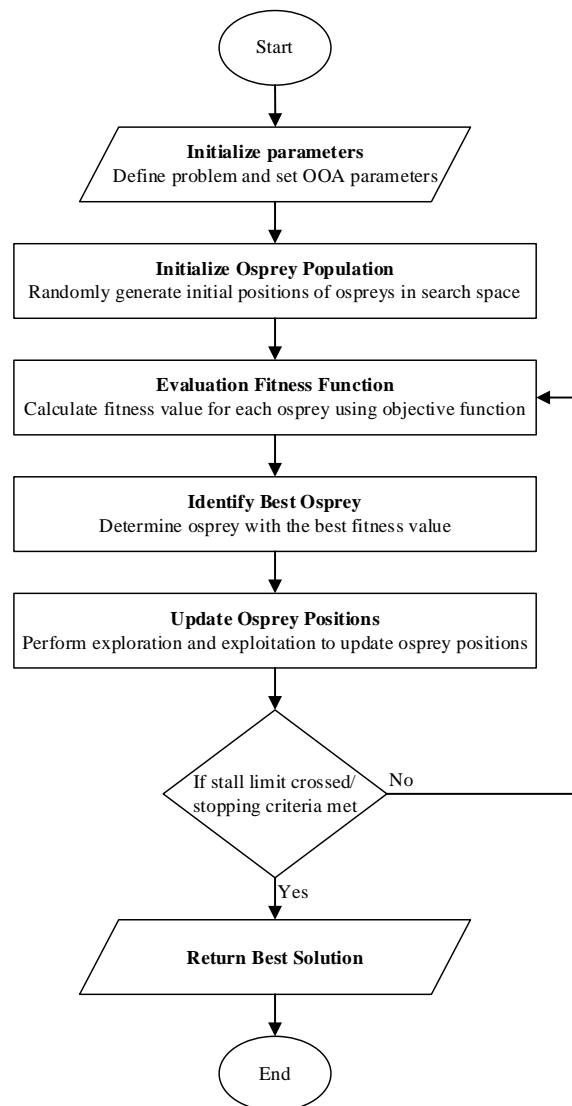 Start
Initialize parameters
Define problem and set OOA parameters
Initialize Osprey Population
Randomly generate initial positions of ospreys in search space
Evaluation Fitness Function
Calculate fitness value for each osprey using objective function
Identify Best Osprey
Determine osprey with the best fitness value
Update Osprey Positions
Perform exploration and exploitation to update osprey positions
If stall limit crossed/
stopping criteria met
No
Yes
Return Best Solution
End